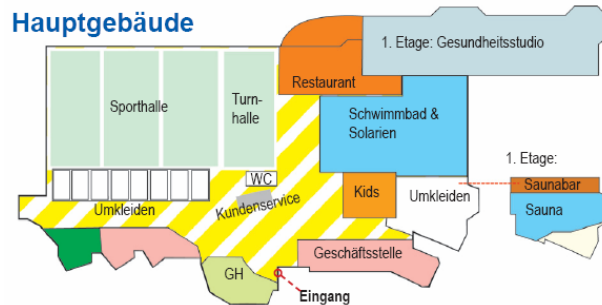 Hauptgebäude
1. Etage: Gesundheitsstudio
Restaurant
Sporthalle
Turn-
halle
Schwimmbad &
Solarien
1. Etage:
WC
Saunabar
Kids
Umkleiden
Umkleiden
Kundenservice
Sauna
Geschäftsstelle
GH
Eingang